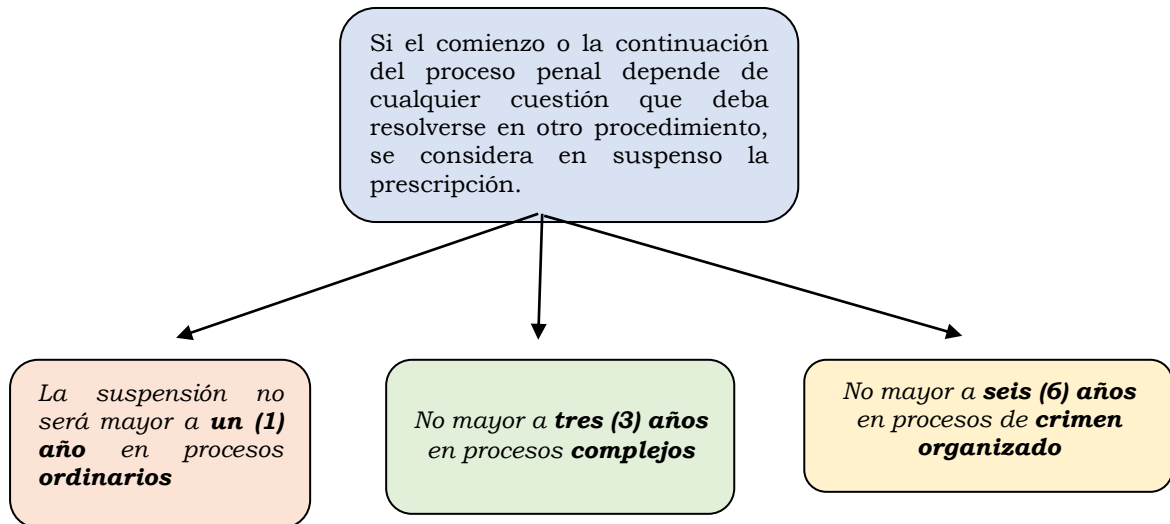 Si el comienzo o la continuación
del proceso penal depende de
cualquier cuestión que deba
resolverse en otro procedimiento,
se considera en suspenso la
prescripción.
La suspensión no
será mayor a un (1)
año en procesos
ordinarios
No mayor a tres (3) años
en procesos complejos
No mayor a seis (6) años
en procesos de crimen
organizado